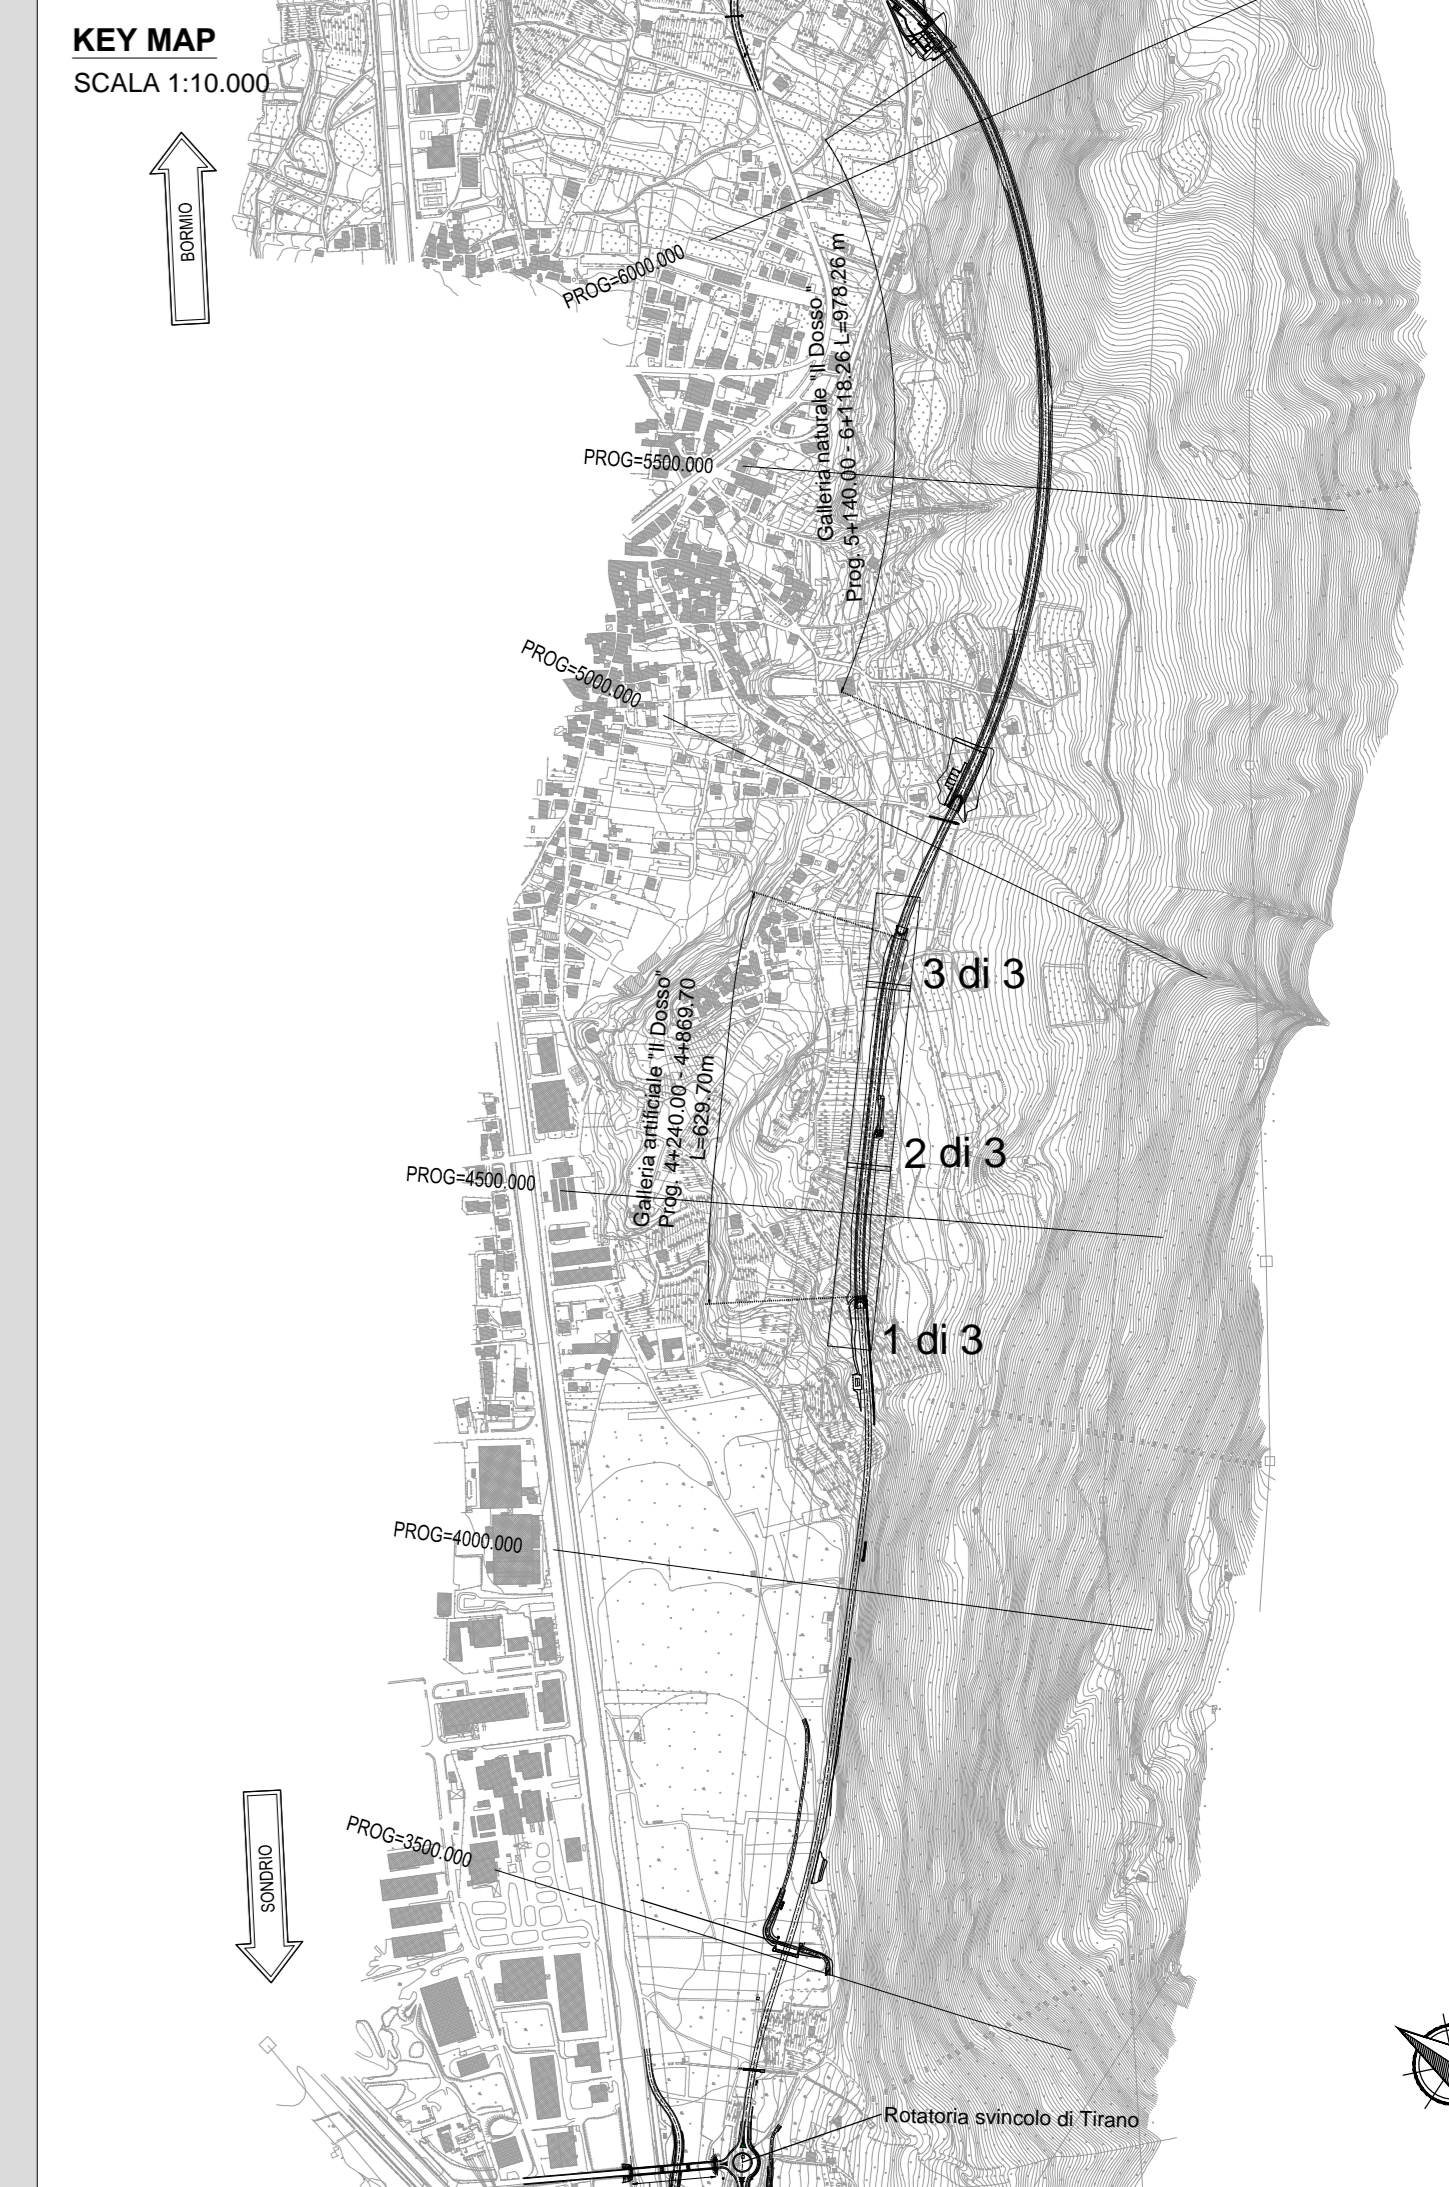 KEY MAP
SCALA 1:10.000
BORMIO
PROG=6000.000
Galleria naturale "Il Dosso"
Prog. 5+140.00 - 6+118.26 L=978.26 m
PROG=5500.000
PROG=5000.000
3 di 3
Galleria artificiale "Il Dosso"
Prog. 4+240.00 - 4+869.70
L=629.70m
2 di 3
PROG=4500.000
1 di 3
PROG=4000.000
SONDRIO
PROG=3500.000
Rotatoria svincolo di Tirano